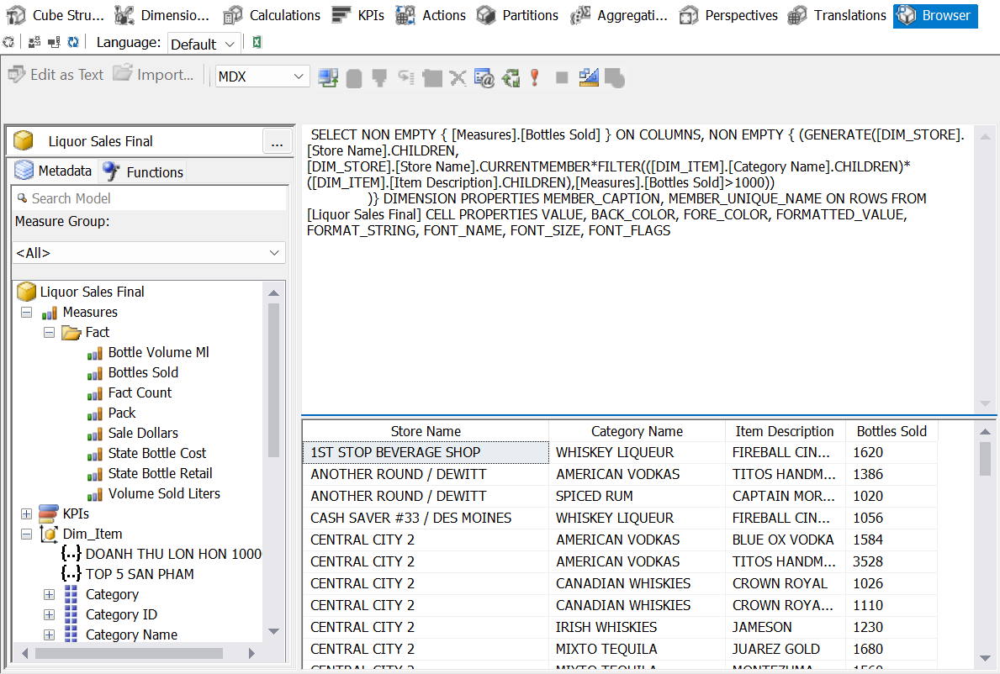 Cube Stru... Dimensio... Calculations KPIs Actions Partitions Aggregati... Perspectives Translations Browser
Language: Default
Edit as Text Import... MDX
Liquor Sales Final ...
Metadata Functions
Search Model
Measure Group:
<All>
Liquor Sales Final
Measures
Fact
Bottle Volume Ml
Bottles Sold
Fact Count
Pack
Sale Dollars
State Bottle Cost
State Bottle Retail
Volume Sold Liters
KPIs
Dim_Item
DOANH THU LON HON 1000
TOP 5 SAN PHAM
Category
Category ID
Category Name
SELECT NON EMPTY { [Measures].[Bottles Sold] } ON COLUMNS, NON EMPTY { (GENERATE([DIM_STORE].
[Store Name].CHILDREN,
[DIM_STORE].[Store Name].CURRENTMEMBER*FILTER(([DIM_ITEM].[Category Name].CHILDREN)*
([DIM_ITEM].[Item Description].CHILDREN),[Measures].[Bottles Sold]>1000))
)} DIMENSION PROPERTIES MEMBER_CAPTION, MEMBER_UNIQUE_NAME ON ROWS FROM
[Liquor Sales Final] CELL PROPERTIES VALUE, BACK_COLOR, FORE_COLOR, FORMATTED_VALUE,
FORMAT_STRING, FONT_NAME, FONT_SIZE, FONT_FLAGS
Store Name Category Name Item Description Bottles Sold
1ST STOP BEVERAGE SHOP WHISKEY LIQUEUR FIREBALL CIN... 1620
ANOTHER ROUND / DEWITT AMERICAN VODKAS TITOS HANDM... 1386
ANOTHER ROUND / DEWITT SPICED RUM CAPTAIN MOR... 1020
CASH SAVER #33 / DES MOINES WHISKEY LIQUEUR FIREBALL CIN... 1056
CENTRAL CITY 2 AMERICAN VODKAS BLUE OX VODKA 1584
CENTRAL CITY 2 AMERICAN VODKAS TITOS HANDM... 3528
CENTRAL CITY 2 CANADIAN WHISKIES CROWN ROYAL 1026
CENTRAL CITY 2 CANADIAN WHISKIES CROWN ROYA... 1110
CENTRAL CITY 2 IRISH WHISKIES JAMESON 1230
CENTRAL CITY 2 MIXTO TEQUILA JUAREZ GOLD 1680
CENTRAL CITY 2 MIXTO TEQUILA